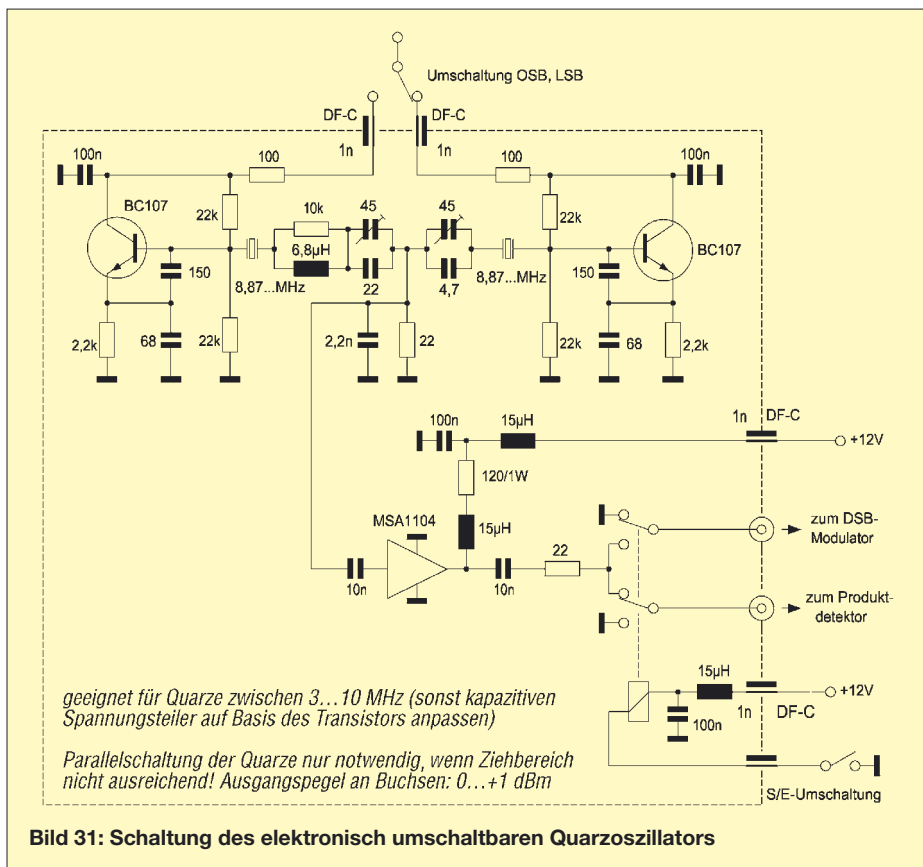 Umschaltung OSB, LSB
DF-C
DF-C
1n
1n
100n
100
100
100n
BC107
22k
10k
45
45
22k
BC107
6,8µH
150
8,87...MHz
22
4,7
8,87...MHz
150
2,2k
68
22k
2,2n
22
22k
68
2,2k
100n
15µH
1n
DF-C
+12V
120/1W
MSA1104
15µH
22
zum DSB-
Modulator
10n
10n
zum Produkt-
detektor
15µH
+12V
geeignet für Quarze zwischen 3...10 MHz (sonst kapazitiven
Spannungsteiler auf Basis des Transistors anpassen)
100n
1n
DF-C
Parallelschaltung der Quarze nur notwendig, wenn Ziehbereich
nicht ausreichend! Ausgangspegel an Buchsen: 0...+1 dBm
S/E-Umschaltung
Bild 31: Schaltung des elektronisch umschaltbaren Quarzoszillators